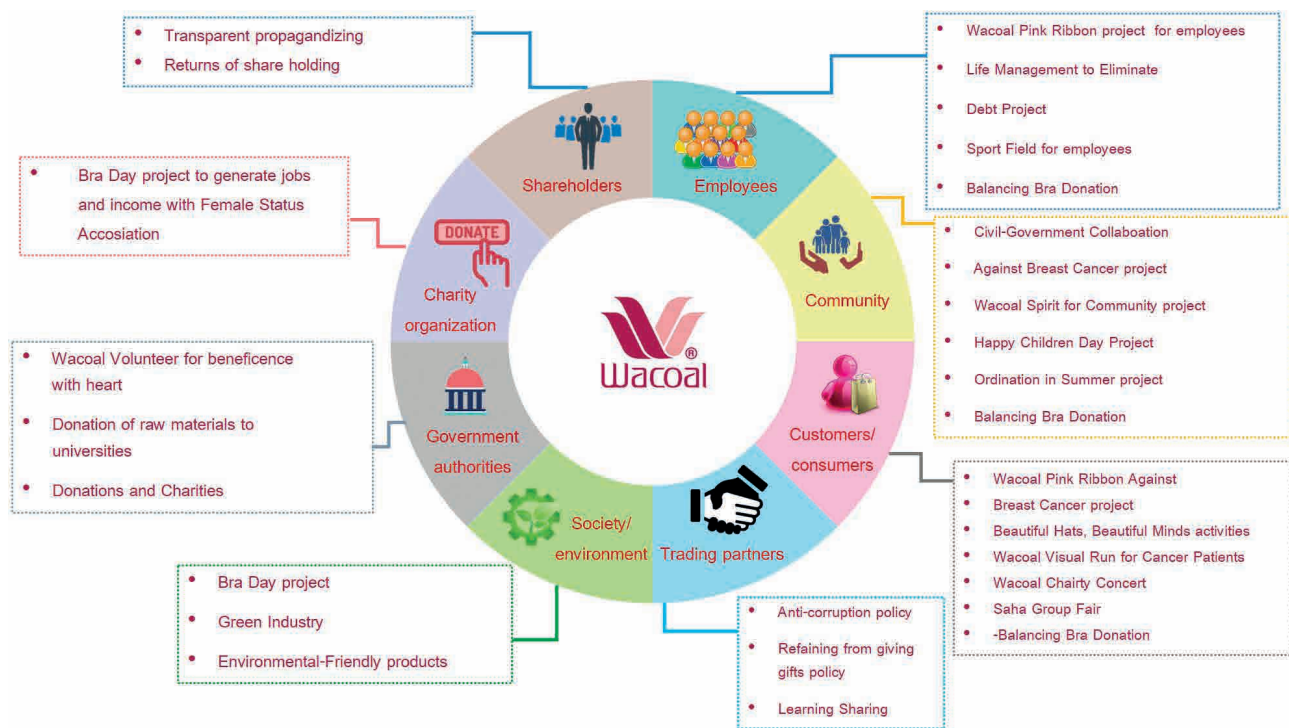 • Transparent propagandizing
• Returns of share holding
• Wacoal Pink Ribbon project for employees
• Life Management to Eliminate
• Debt Project
• Sport Field for employees
• Balancing Bra Donation
• Bra Day project to generate jobs
and income with Female Status
Accosiation
• Civil-Government Collaboation
• Against Breast Cancer project
• Wacoal Spirit for Community project
• Happy Children Day Project
• Ordination in Summer project
• Balancing Bra Donation
• Wacoal Volunteer for beneficence
with heart
• Donation of raw materials to
universities
• Donations and Charities
• Wacoal Pink Ribbon Against
• Breast Cancer project
• Beautiful Hats, Beautiful Minds activities
• Wacoal Visual Run for Cancer Patients
• Wacoal Chairty Concert
• Saha Group Fair
• -Balancing Bra Donation
• Bra Day project
• Green Industry
• Environmental-Friendly products
• Anti-corruption policy
• Refaining from giving
gifts policy
• Learning Sharing
Shareholders
Employees
DONATE
Charity
organization
Community
®
Wacoal
Government
authorities
Customers/
consumers
Society/
environment
Trading partners